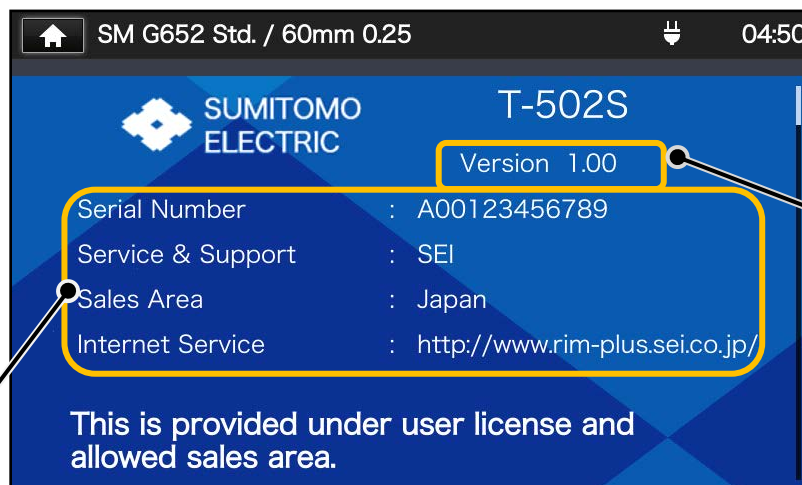 SM G652 Std. / 60mm 0.25 04:50
SUMITOMO
ELECTRIC
T-502S
Version 1.00
Serial Number : A00123456789
Service & Support : SEI
Sales Area : Japan
Internet Service : http://www.rim-plus.sei.co.jp/
This is provided under user license and
allowed sales area.